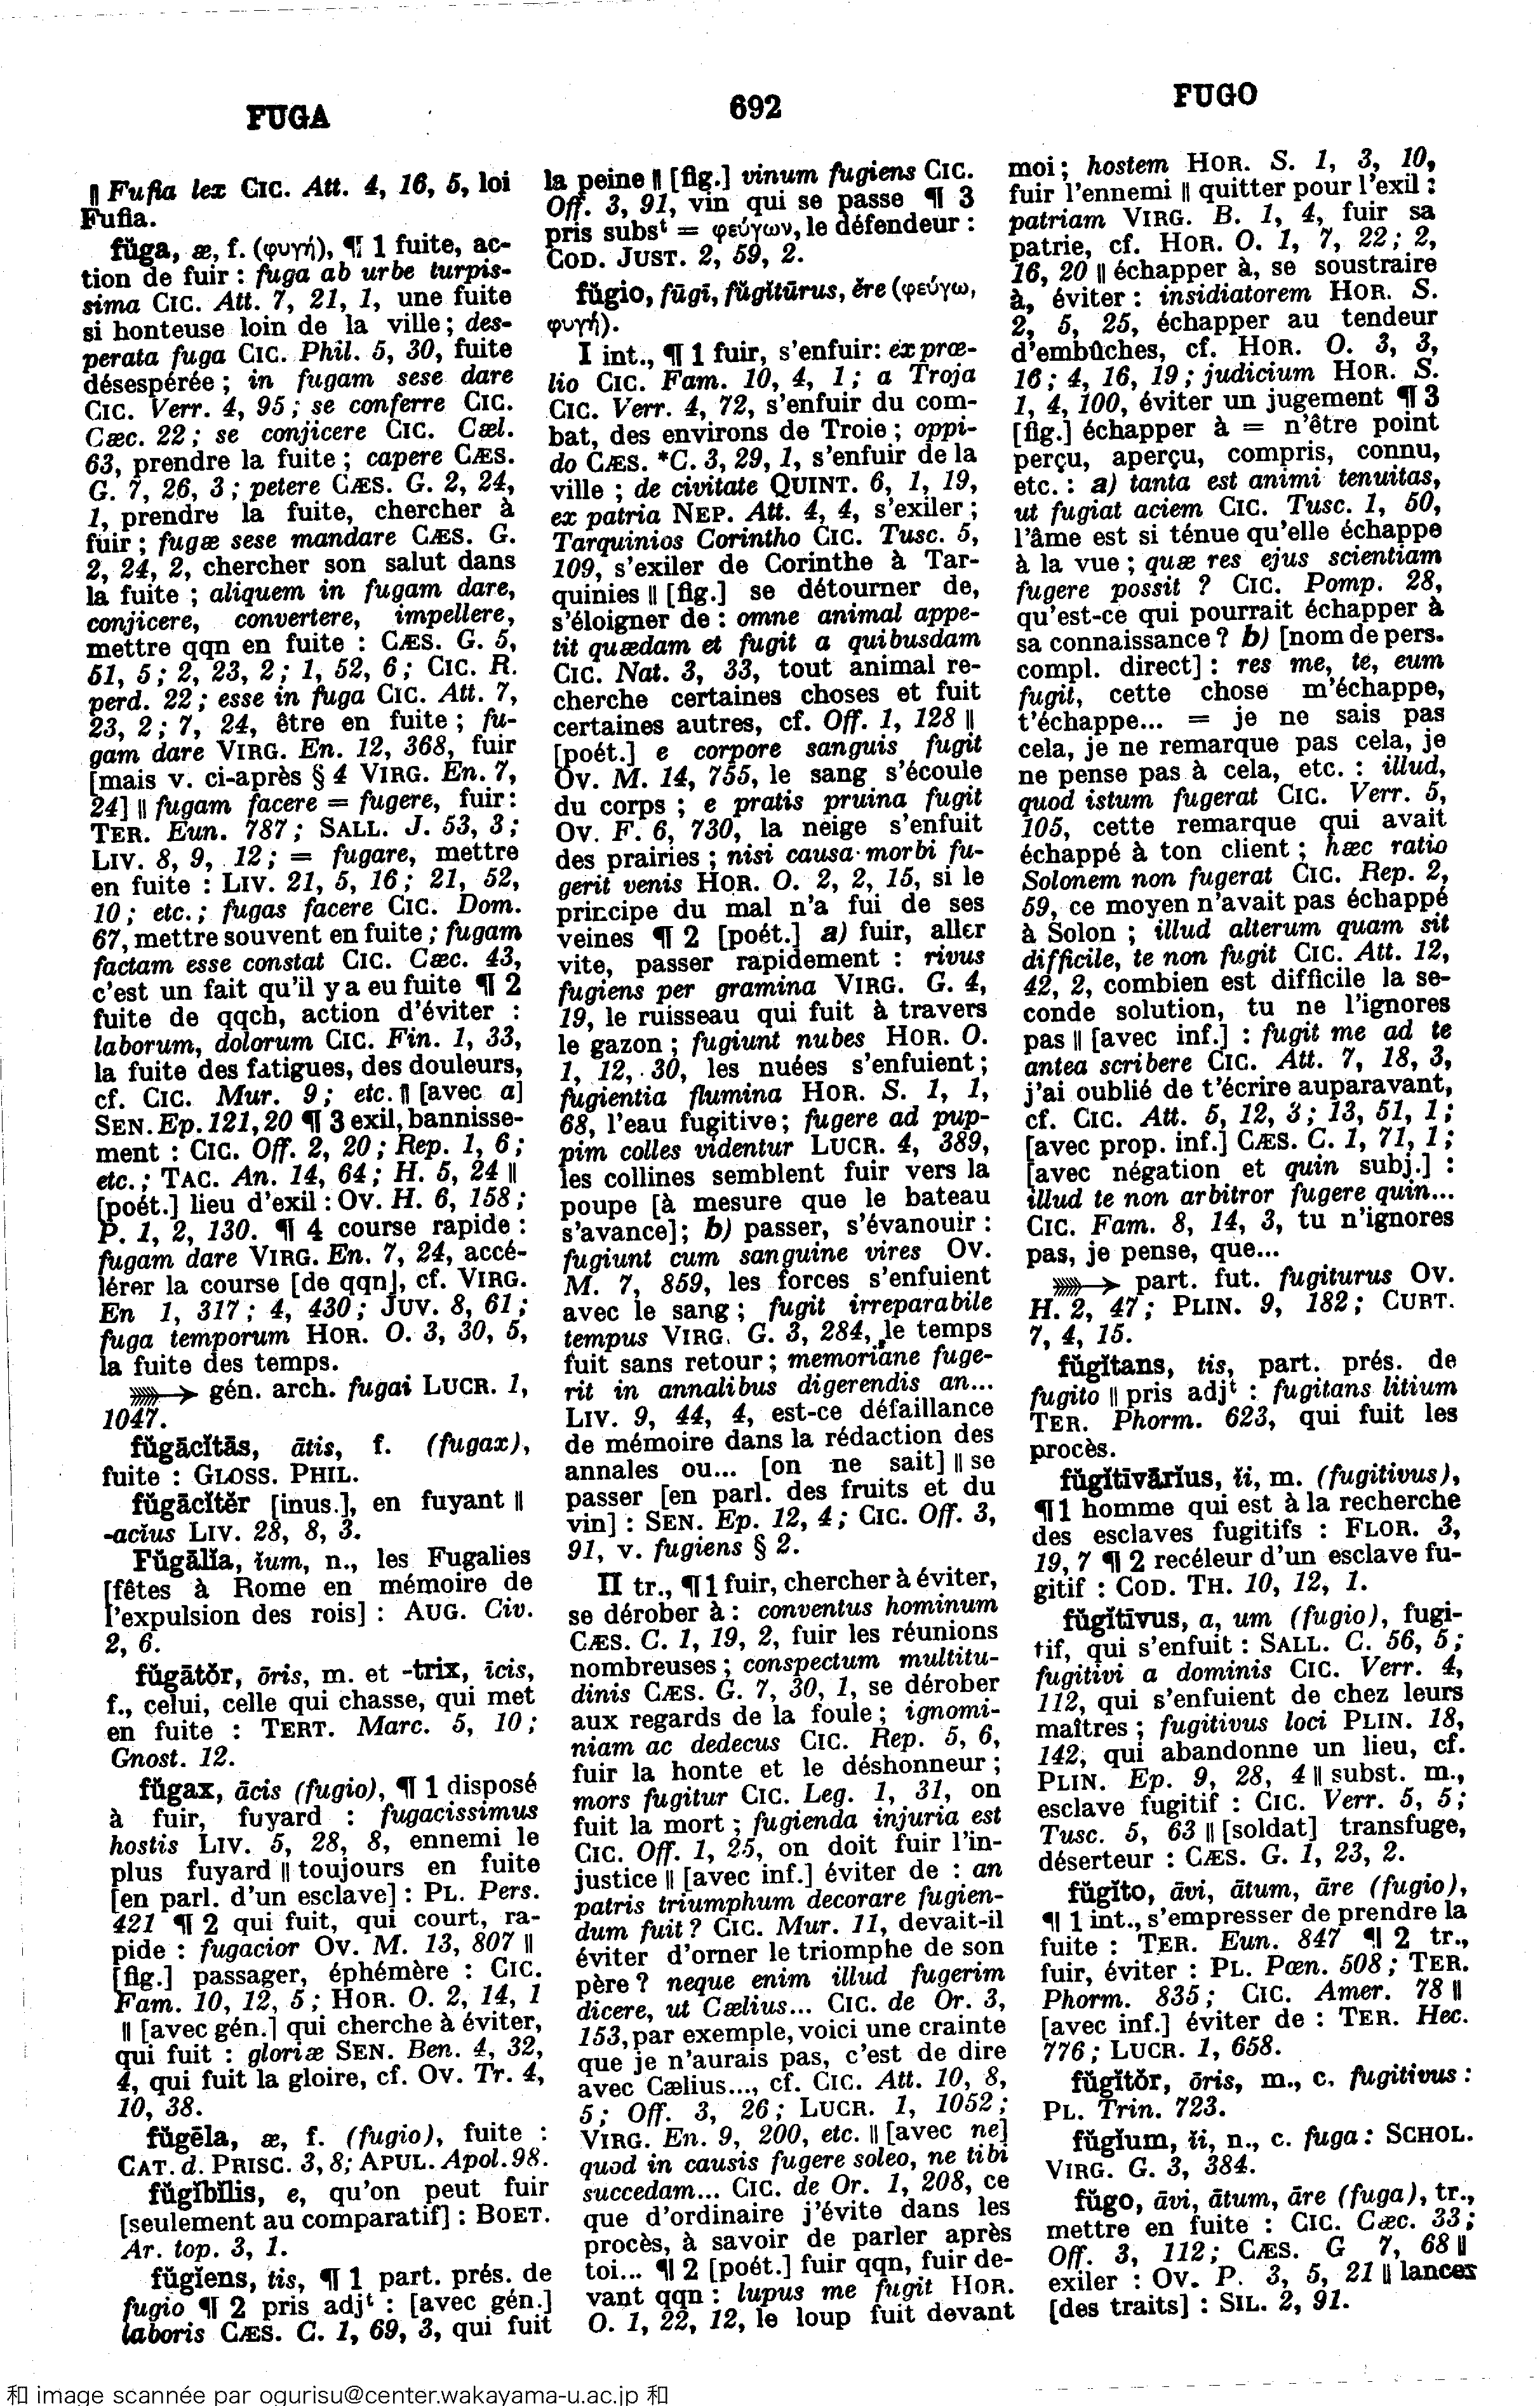 FUGA
692
FUGO
‖ Fufia lex CIC. Att. 4, 16, 5, loi
Fufia.
fŭga, æ, f. (φυγή), ¶ 1 fuite, ac-
tion de fuir : fuga ab urbe turpis-
sima CIC. Att. 7, 21, 1, une fuite
si honteuse loin de la ville ; des-
perata fuga CIC. Phil. 5, 30, fuite
désespérée ; in fugam sese dare
CIC. Verr. 4, 95 ; se conferre CIC.
Cæc. 22 ; se conjicere CIC. Cæl.
63, prendre la fuite ; capere CÆS.
G. 7, 26, 3 ; petere CÆS. G. 2, 24,
1, prendre la fuite, chercher à
fuir ; fugæ sese mandare CÆS. G.
2, 24, 2, chercher son salut dans
la fuite ; aliquem in fugam dare,
conjicere, convertere, impellere,
mettre qqn en fuite : CÆS. G. 5,
51, 5 ; 2, 23, 2 ; 1, 52, 6 ; CIC. R.
perd. 22 ; esse in fuga CIC. Att. 7,
23, 2 ; 7, 24, être en fuite ; fu-
gam dare VIRG. En. 12, 368, fuir
[mais v. ci-après § 4 VIRG. En. 7,
24] ‖ fugam facere = fugere, fuir :
TER. Eun. 787 ; SALL. J. 53, 3 ;
LIV. 8, 9, 12 ; = fugare, mettre
en fuite : LIV. 21, 5, 16 ; 21, 52,
10 ; etc. ; fugas facere CIC. Dom.
67, mettre souvent en fuite ; fugam
factam esse constat CIC. Cæc. 43,
c'est un fait qu'il y a eu fuite ¶ 2
fuite de qqch, action d'éviter :
laborum, dolorum CIC. Fin. 1, 33,
la fuite des fatigues, des douleurs,
cf. CIC. Mur. 9 ; etc. ‖ [avec a]
SEN. Ep. 121, 20 ¶ 3 exil, bannisse-
ment : CIC. Off. 2, 20 ; Rep. 1, 6 ;
etc. ; TAC. An. 14, 64 ; H. 5, 24 ‖
[poét.] lieu d'exil : OV. H. 6, 158 ;
P. 1, 2, 130. ¶ 4 course rapide :
fugam dare VIRG. En. 7, 24, accé-
lérer la course [de qqn], cf. VIRG.
En 1, 317 ; 4, 430 ; JUV. 8, 61 ;
fuga temporum HOR. O. 3, 30, 5,
la fuite des temps.
⟶ gén. arch. fugai LUCR. 1,
1047.
fŭgācĭtās, ātis, f. (fugax),
fuite : GLOSS. PHIL.
fŭgācĭtĕr [inus.], en fuyant ‖
-acius LIV. 28, 8, 3.
Fŭgālĭa, ĭum, n., les Fugalies
[fêtes à Rome en mémoire de
l'expulsion des rois] : AUG. Civ.
2, 6.
fŭgātŏr, ōris, m. et -trix, īcis,
f., celui, celle qui chasse, qui met
en fuite : TERT. Marc. 5, 10 ;
Gnost. 12.
fŭgax, ācis (fugio), ¶ 1 disposé
à fuir, fuyard : fugacissimus
hostis LIV. 5, 28, 8, ennemi le
plus fuyard ‖ toujours en fuite
[en parl. d'un esclave] : PL. Pers.
421 ¶ 2 qui fuit, qui court, ra-
pide : fugacior OV. M. 13, 807 ‖
[fig.] passager, éphémère : CIC.
Fam. 10, 12, 5 ; HOR. O. 2, 14, 1
‖ [avec gén.] qui cherche à éviter,
qui fuit : gloriæ SEN. Ben. 4, 32,
4, qui fuit la gloire, cf. OV. Tr. 4,
10, 38.
fŭgēla, æ, f. (fugio), fuite :
CAT. d. PRISC. 3, 8 ; APUL. Apol. 98.
fŭgĭbĭlis, e, qu'on peut fuir
[seulement au comparatif] : BOET.
Ar. top. 3, 1.
fŭgĭens, tis, ¶ 1 part. prés. de
fugio ¶ 2 pris adjt : [avec gén.]
laboris CÆS. C. 1, 69, 3, qui fuit
la peine ‖ [fig.] vinum fugiens CIC.
Off. 3, 91, vin qui se passe ¶ 3
pris subst = φεύγων, le défendeur :
COD. JUST. 2, 59, 2.
fŭgio, fūgī, fŭgĭtūrus, ĕre (φεύγω,
φυγή).
I int., ¶ 1 fuir, s'enfuir : ex prœ-
lio CIC. Fam. 10, 4, 1 ; a Troja
CIC. Verr. 4, 72, s'enfuir du com-
bat, des environs de Troie ; oppi-
do CÆS. *C. 3, 29, 1, s'enfuir de la
ville ; de civitate QUINT. 6, 1, 19,
ex patria NEP. Att. 4, 4, s'exiler ;
Tarquinios Corintho CIC. Tusc. 5,
109, s'exiler de Corinthe à Tar-
quinies ‖ [fig.] se détourner de,
s'éloigner de : omne animal appe-
tit quædam et fugit a quibusdam
CIC. Nat. 3, 33, tout animal re-
cherche certaines choses et fuit
certaines autres, cf. Off. 1, 128 ‖
[poét.] e corpore sanguis fugit
OV. M. 14, 755, le sang s'écoule
du corps ; e pratis pruina fugit
OV. F. 6, 730, la neige s'enfuit
des prairies ; nisi causa morbi fu-
gerit venis HOR. O. 2, 2, 15, si le
principe du mal n'a fui de ses
veines ¶ 2 [poét.] a) fuir, aller
vite, passer rapidement : rivus
fugiens per gramina VIRG. G. 4,
19, le ruisseau qui fuit à travers
le gazon ; fugiunt nubes HOR. O.
1, 12, 30, les nuées s'enfuient ;
fugientia flumina HOR. S. 1, 1,
68, l'eau fugitive ; fugere ad pup-
pim colles videntur LUCR. 4, 389,
les collines semblent fuir vers la
poupe [à mesure que le bateau
s'avance] ; b) passer, s'évanouir :
fugiunt cum sanguine vires OV.
M. 7, 859, les forces s'enfuient
avec le sang ; fugit irreparabile
tempus VIRG. G. 3, 284, le temps
fuit sans retour ; memoriane fuge-
rit in annalibus digerendis an...
LIV. 9, 44, 4, est-ce défaillance
de mémoire dans la rédaction des
annales ou... [on ne sait] ‖ se
passer [en parl. des fruits et du
vin] : SEN. Ep. 12, 4 ; CIC. Off. 3,
91, v. fugiens § 2.
II tr., ¶ 1 fuir, chercher à éviter,
se dérober à : conventus hominum
CÆS. C. 1, 19, 2, fuir les réunions
nombreuses ; conspectum multitu-
dinis CÆS. G. 7, 30, 1, se dérober
aux regards de la foule ; ignomi-
niam ac dedecus CIC. Rep. 5, 6,
fuir la honte et le déshonneur ;
mors fugitur CIC. Leg. 1, 31, on
fuit la mort ; fugienda injuria est
CIC. Off. 1, 25, on doit fuir l'in-
justice ‖ [avec inf.] éviter de : an
patris triumphum decorare fugien-
dum fuit ? CIC. Mur. 11, devait-il
éviter d'orner le triomphe de son
père ? neque enim illud fugerim
dicere, ut Cælius... CIC. de Or. 3,
153, par exemple, voici une crainte
que je n'aurais pas, c'est de dire
avec Cælius..., cf. CIC. Att. 10, 8,
5 ; Off. 3, 26 ; LUCR. 1, 1052 ;
VIRG. En. 9, 200, etc. ‖ [avec ne]
quod in causis fugere soleo, ne tibi
succedam... CIC. de Or. 1, 208, ce
que d'ordinaire j'évite dans les
procès, à savoir de parler après
toi... ¶ 2 [poét.] fuir qqn, fuir de-
vant qqn : lupus me fugit HOR.
O. 1, 22, 12, le loup fuit devant
moi ; hostem HOR. S. 1, 3, 10,
fuir l'ennemi ‖ quitter pour l'exil :
patriam VIRG. B. 1, 4, fuir sa
patrie, cf. HOR. O. 1, 7, 22 ; 2,
16, 20 ‖ échapper à, se soustraire
à, éviter : insidiatorem HOR. S.
2, 5, 25, échapper au tendeur
d'embûches, cf. HOR. O. 3, 3,
16 ; 4, 16, 19 ; judicium HOR. S.
1, 4, 100, éviter un jugement ¶ 3
[fig.] échapper à = n'être point
perçu, aperçu, compris, connu,
etc. : a) tanta est animi tenuitas,
ut fugiat aciem CIC. Tusc. 1, 50,
l'âme est si ténue qu'elle échappe
à la vue ; quæ res ejus scientiam
fugere possit ? CIC. Pomp. 28,
qu'est-ce qui pourrait échapper à
sa connaissance ? b) [nom de pers.
compl. direct] : res me, te, eum
fugit, cette chose m'échappe,
t'échappe... = je ne sais pas
cela, je ne remarque pas cela, je
ne pense pas à cela, etc. : illud,
quod istum fugerat CIC. Verr. 5,
105, cette remarque qui avait
échappé à ton client ; hæc ratio
Solonem non fugerat CIC. Rep. 2,
59, ce moyen n'avait pas échappé
à Solon ; illud alterum quam sit
difficile, te non fugit CIC. Att. 12,
42, 2, combien est difficile la se-
conde solution, tu ne l'ignores
pas ‖ [avec inf.] : fugit me ad te
antea scribere CIC. Att. 7, 18, 3,
j'ai oublié de t'écrire auparavant,
cf. CIC. Att. 5, 12, 3 ; 13, 51, 1 ;
[avec prop. inf.] CÆS. C. 1, 71, 1 ;
[avec négation et quin subj.] :
illud te non arbitror fugere quin...
CIC. Fam. 8, 14, 3, tu n'ignores
pas, je pense, que...
⟶ part. fut. fugiturus OV.
H. 2, 47 ; PLIN. 9, 182 ; CURT.
7, 4, 15.
fŭgĭtans, tis, part. prés. de
fugito ‖ pris adjt : fugitans litium
TER. Phorm. 623, qui fuit les
procès.
fŭgĭtīvārĭus, ĭi, m. (fugitivus),
¶ 1 homme qui est à la recherche
des esclaves fugitifs : FLOR. 3,
19, 7 ¶ 2 recéleur d'un esclave fu-
gitif : COD. TH. 10, 12, 1.
fŭgĭtīvus, a, um (fugio), fugi-
tif, qui s'enfuit : SALL. C. 56, 5 ;
fugitivi a dominis CIC. Verr. 4,
112, qui s'enfuient de chez leurs
maîtres ; fugitivus loci PLIN. 18,
142, qui abandonne un lieu, cf.
PLIN. Ep. 9, 28, 4 ‖ subst. m.,
esclave fugitif : CIC. Verr. 5, 5 ;
Tusc. 5, 63 ‖ [soldat] transfuge,
déserteur : CÆS. G. 1, 23, 2.
fŭgĭto, āvi, ātum, āre (fugio),
¶ 1 int., s'empresser de prendre la
fuite : TER. Eun. 847 ¶ 2 tr.,
fuir, éviter : PL. Pœn. 508 ; TER.
Phorm. 835 ; CIC. Amer. 78 ‖
[avec inf.] éviter de : TER. Hec.
776 ; LUCR. 1, 658.
fŭgĭtŏr, ōris, m., c. fugitivus :
PL. Trin. 723.
fŭgĭum, ĭi, n., c. fuga : SCHOL.
VIRG. G. 3, 384.
fŭgo, āvi, ātum, āre (fuga), tr.,
mettre en fuite : CIC. Cæc. 33 ;
Off. 3, 112 ; CÆS. G 7, 68 ‖
exiler : OV. P. 3, 5, 21 ‖ lancer
[des traits] : SIL. 2, 91.
和 image scannée par ogurisu@center.wakayama-u.ac.jp 和